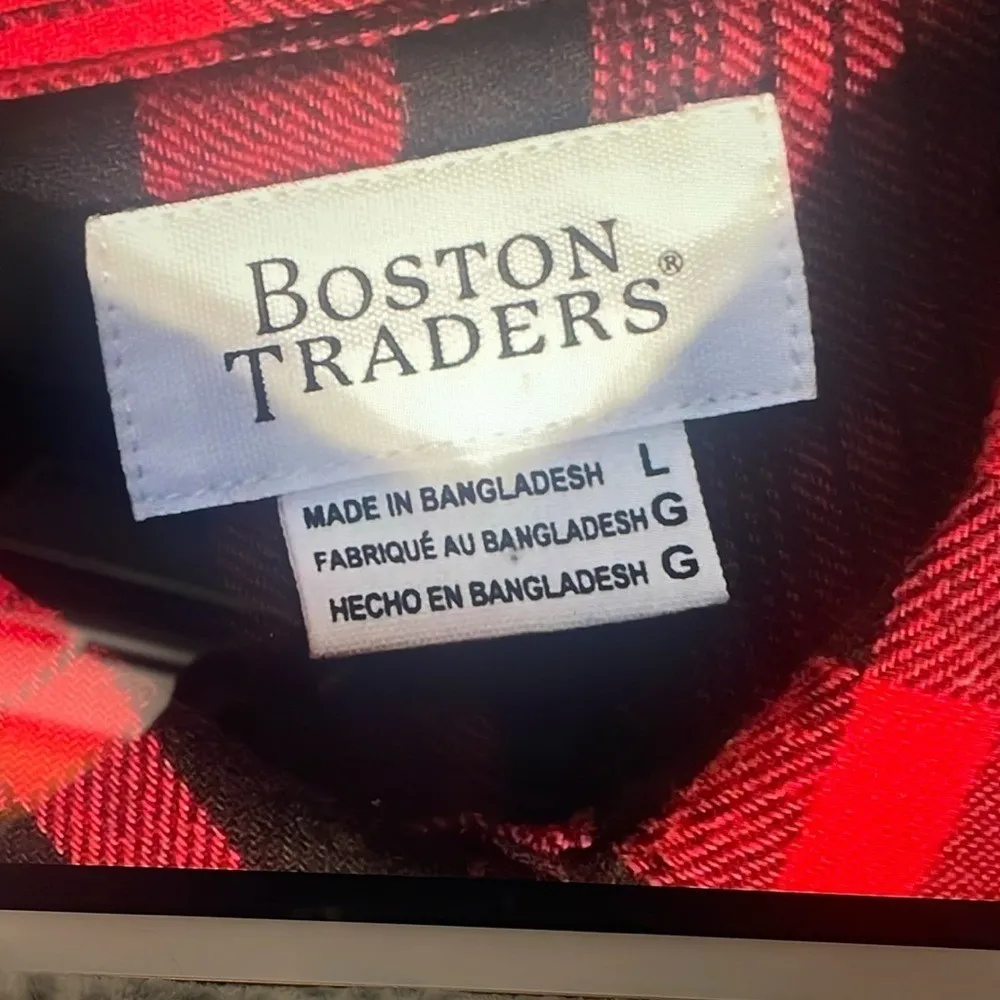 BOSTON
TRADERS®
MADE IN BANGLADESH L
FABRIQUÉ AU BANGLADESH G
HECHO EN BANGLADESH G